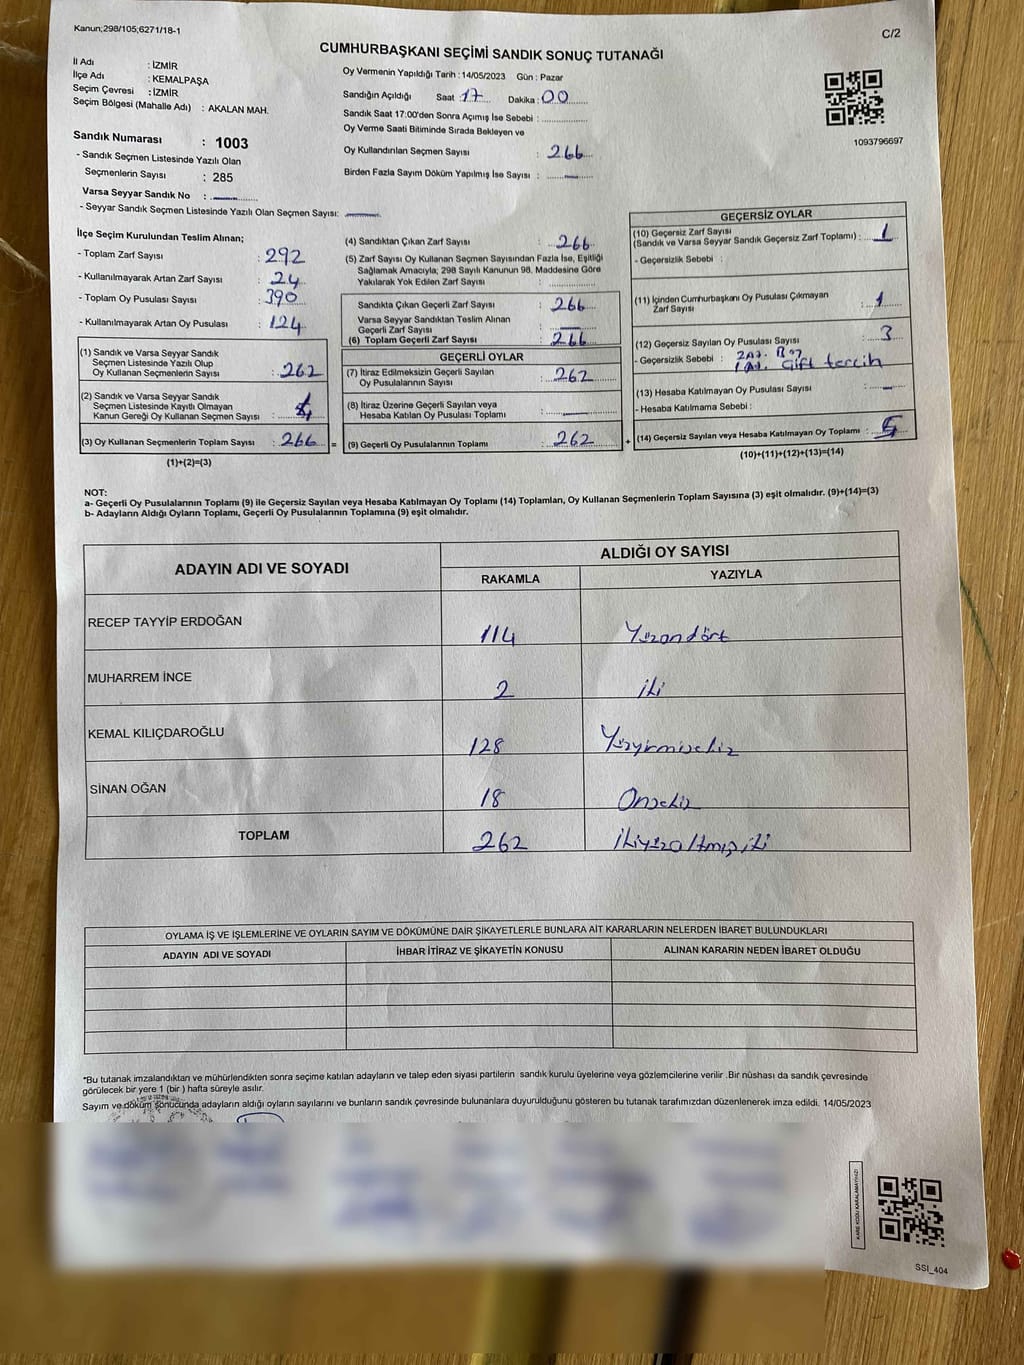 Kanun;298/105;6271/18-1
C/2
CUMHURBAŞKANI SEÇİMİ SANDIK SONUÇ TUTANAĞI
İl Adı : İZMİR
İlçe Adı : KEMALPAŞA
Seçim Çevresi : İZMİR
Seçim Bölgesi (Mahalle Adı) : AKALAN MAH.
Sandık Numarası : 1003
- Sandık Seçmen Listesinde Yazılı Olan
Seçmenlerin Sayısı : 285
Varsa Seyyar Sandık No :
- Seyyar Sandık Seçmen Listesinde Yazılı Olan Seçmen Sayısı:
Oy Vermenin Yapıldığı Tarih : 14/05/2023 Gün : Pazar
Sandığın Açıldığı Saat 17 Dakika : 00
Sandık Saat 17:00'den Sonra Açımış İse Sebebi :
Oy Verme Saati Bitiminde Sırada Bekleyen ve
Oy Kullandırılan Seçmen Sayısı : 266
Birden Fazla Sayım Döküm Yapılmış İse Sayısı : —
1093796697
İlçe Seçim Kurulundan Teslim Alınan;
- Toplam Zarf Sayısı : 292
- Kullanılmayarak Artan Zarf Sayısı : 24
- Toplam Oy Pusulası Sayısı : 390
- Kullanılmayarak Artan Oy Pusulası : 124
(1) Sandık ve Varsa Seyyar Sandık
Seçmen Listesinde Yazılı Olup
Oy Kullanan Seçmenlerin Sayısı : 262
(2) Sandık ve Varsa Seyyar Sandık
Seçmen Listesinde Kayıtlı Olmayan
Kanun Gereği Oy Kullanan Seçmen Sayısı :
(3) Oy Kullanan Seçmenlerin Toplam Sayısı : 266 =
(1)+(2)=(3)
(4) Sandıktan Çıkan Zarf Sayısı : 266
(5) Zarf Sayısı Oy Kullanan Seçmen Sayısından Fazla İse, Eşitliği
Sağlamak Amacıyla; 298 Sayılı Kanunun 98. Maddesine Göre
Yakılarak Yok Edilen Zarf Sayısı :
Sandıkta Çıkan Geçerli Zarf Sayısı : 266
Varsa Seyyar Sandıktan Teslim Alınan
Geçerli Zarf Sayısı : —
(6) Toplam Geçerli Zarf Sayısı : 266
GEÇERLİ OYLAR
(7) İtiraz Edilmeksizin Geçerli Sayılan
Oy Pusulalarının Sayısı : 262
(8) İtiraz Üzerine Geçerli Sayılan veya
Hesaba Katılan Oy Pusulası Toplamı : —
(9) Geçerli Oy Pusulalarının Toplamı : 262 +
GEÇERSİZ OYLAR
(10) Geçersiz Zarf Sayısı
(Sandık ve Varsa Seyyar Sandık Geçersiz Zarf Toplamı) : 1
- Geçersizlik Sebebi :
(11) İçinden Cumhurbaşkanı Oy Pusulası Çıkmayan
Zarf Sayısı : 1
(12) Geçersiz Sayılan Oy Pusulası Sayısı : 3
- Geçersizlik Sebebi : 2 Ad.
1 Ad. çift tercih
(13) Hesaba Katılmayan Oy Pusulası Sayısı : —
- Hesaba Katılmama Sebebi :
(14) Geçersiz Sayılan veya Hesaba Katılmayan Oy Toplamı :
(10)+(11)+(12)+(13)=(14)
NOT:
a- Geçerli Oy Pusulalarının Toplamı (9) ile Geçersiz Sayılan veya Hesaba Katılmayan Oy Toplamı (14) Toplamları, Oy Kullanan Seçmenlerin Toplam Sayısına (3) eşit olmalıdır. (9)+(14)=(3)
b- Adayların Aldığı Oyların Toplamı, Geçerli Oy Pusulalarının Toplamına (9) eşit olmalıdır.
ADAYIN ADI VE SOYADI ALDIĞI OY SAYISI
RAKAMLA YAZIYLA
RECEP TAYYİP ERDOĞAN 114 Yüzondört
MUHARREM İNCE 2 iki
KEMAL KILIÇDAROĞLU 128 Yüzyirmisekiz
SİNAN OĞAN 18 Onsekiz
TOPLAM 262 ikiyüzaltmışiki
OYLAMA İŞ VE İŞLEMLERİNE VE OYLARIN SAYIM VE DÖKÜMÜNE DAİR ŞİKAYETLERLE BUNLARA AİT KARARLARIN NELERDEN İBARET BULUNDUKLARI
ADAYIN ADI VE SOYADI İHBAR İTİRAZ VE ŞİKAYETİN KONUSU ALINAN KARARIN NEDEN İBARET OLDUĞU
*Bu tutanak imzalandıktan ve mühürlendikten sonra seçime katılan adayların ve talep eden siyasi partilerin sandık kurulu üyelerine veya gözlemcilerine verilir .Bir nüshası da sandık çevresinde
görülecek bir yere 1 (bir ) hafta süreyle asılır.
Sayım ve döküm sonucunda adayların aldığı oyların sayılarını ve bunların sandık çevresinde bulunanlara duyurulduğunu gösteren bu tutanak tarafımızdan düzenlenerek imza edildi. 14/05/2023
KARE KODU KARALAMAYINIZ!
SSI_404